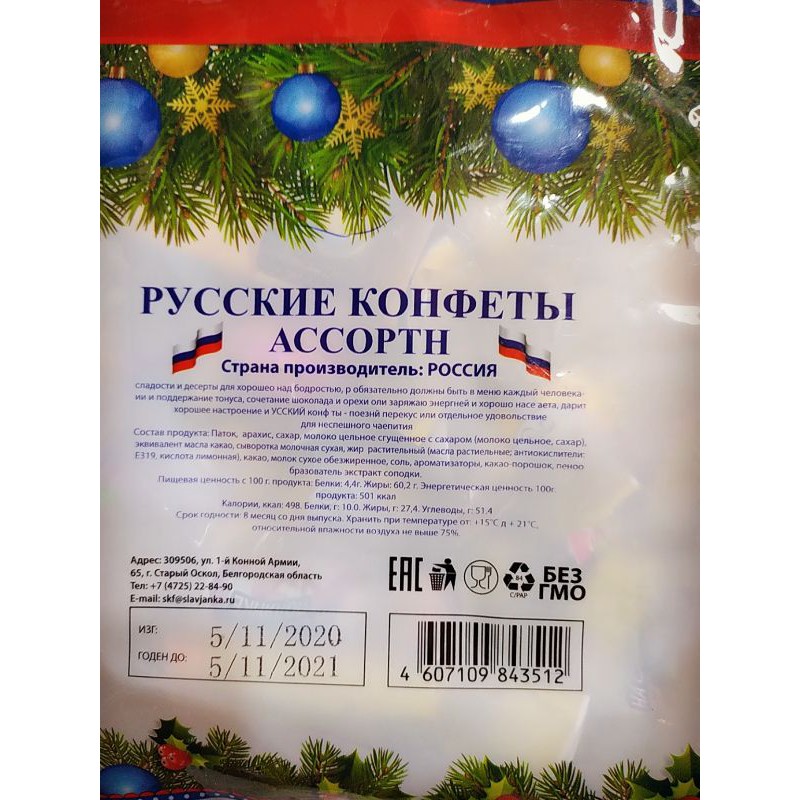 РУССКИЕ КОНФЕТЫ
АССОРТН
Страна производитель: РОССИЯ
сладости и десерты для хорошео над бодростью, р обязательно должны быть в меню каждый человека-
ии и поддержание тонуса, сочетание шоколада и орехи оли заряжаю энергней и хорошо насе аета, дарит
хорошее настроение и УССКИЙ конф ты - поезнй перекус или отдельное удовольствие
для неспешного чаепития
Состав продукта: Паток, арахис, сахар, молоко цельное сгущенное с сахаром (молоко цельное, сахар),
эквивалент масла какао, сыворотка молочная сухая, жир растительный (масла растильные; антиокислители:
Е319, кислота лимонная), какао, молок сухое обезжиренное, соль, ароматизаторы, какао-порошок, пеноо
бразователь экстракт солодки.
Пищевая ценность с 100 г. продукта: Белки: 4,4г. Жиры: 60,2 г. Энергетическая ценность 100г.
продукта: 501 ккал
Калории, ккал: 498. Белки, г: 10.0. Жиры, г: 27,4. Углеводы, г: 51.4
Срок годности: 8 месяц со дня выпуска. Хранить при температуре от: +15°С д + 21°С,
относительной влажности воздуха не выше 75%.
Адрес: 309506, ул. 1-й Конной Армии,
65, г. Старый Оскол, Белгородская область
Тел: +7 (4725) 22-84-90
E-mail: skf@slavjanka.ru
EAC
84
C/PAP
БЕЗ
ГМО
ИЗГ: 5/11/2020
ГОДЕН ДО: 5/11/2021
4 607109 843512